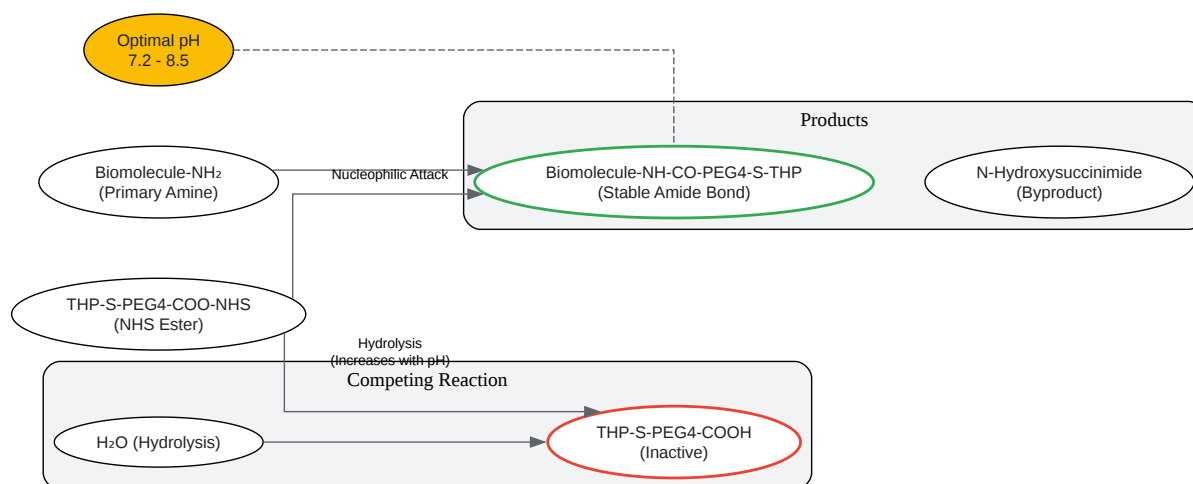 Optimal pH
7.2 - 8.5
Products
Biomolecule-NH₂
(Primary Amine)
Nucleophilic Attack
Biomolecule-NH-CO-PEG4-S-THP
(Stable Amide Bond)
N-Hydroxysuccinimide
(Byproduct)
THP-S-PEG4-COO-NHS
(NHS Ester)
Hydrolysis
(Increases with pH)
Competing Reaction
H₂O (Hydrolysis)
THP-S-PEG4-COOH
(Inactive)